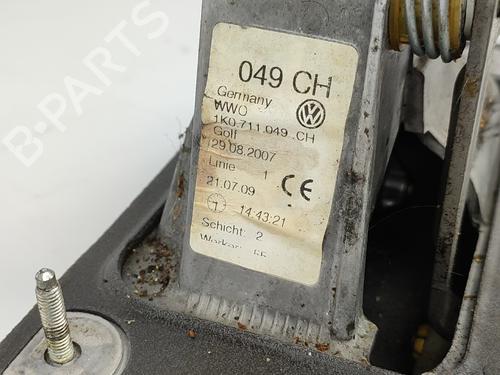 B-PARTS
049 CH
Germany
WWO
1K0.711.049 .CH
Golf
29.08.2007
Linie 1
21.07.09
1 14:43:21
Schicht: 2